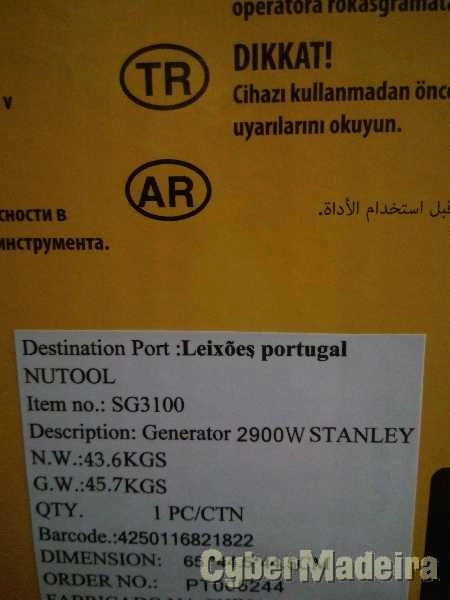 operatora rokasgrāmata
TR
DIKKAT!
Cihazı kullanmadan önce
uyarılarını okuyun.
v
AR
قبل استخدام الأداة.
сности в
инструмента.
Destination Port :Leixões portugal
NUTOOL
Item no.: SG3100
Description: Generator 2900W STANLEY
N.W.:43.6KGS
G.W.:45.7KGS
QTY. 1 PC/CTN
Barcode.:4250116821822
DIMENSION:
ORDER NO.: PT006244
CyberMadeira